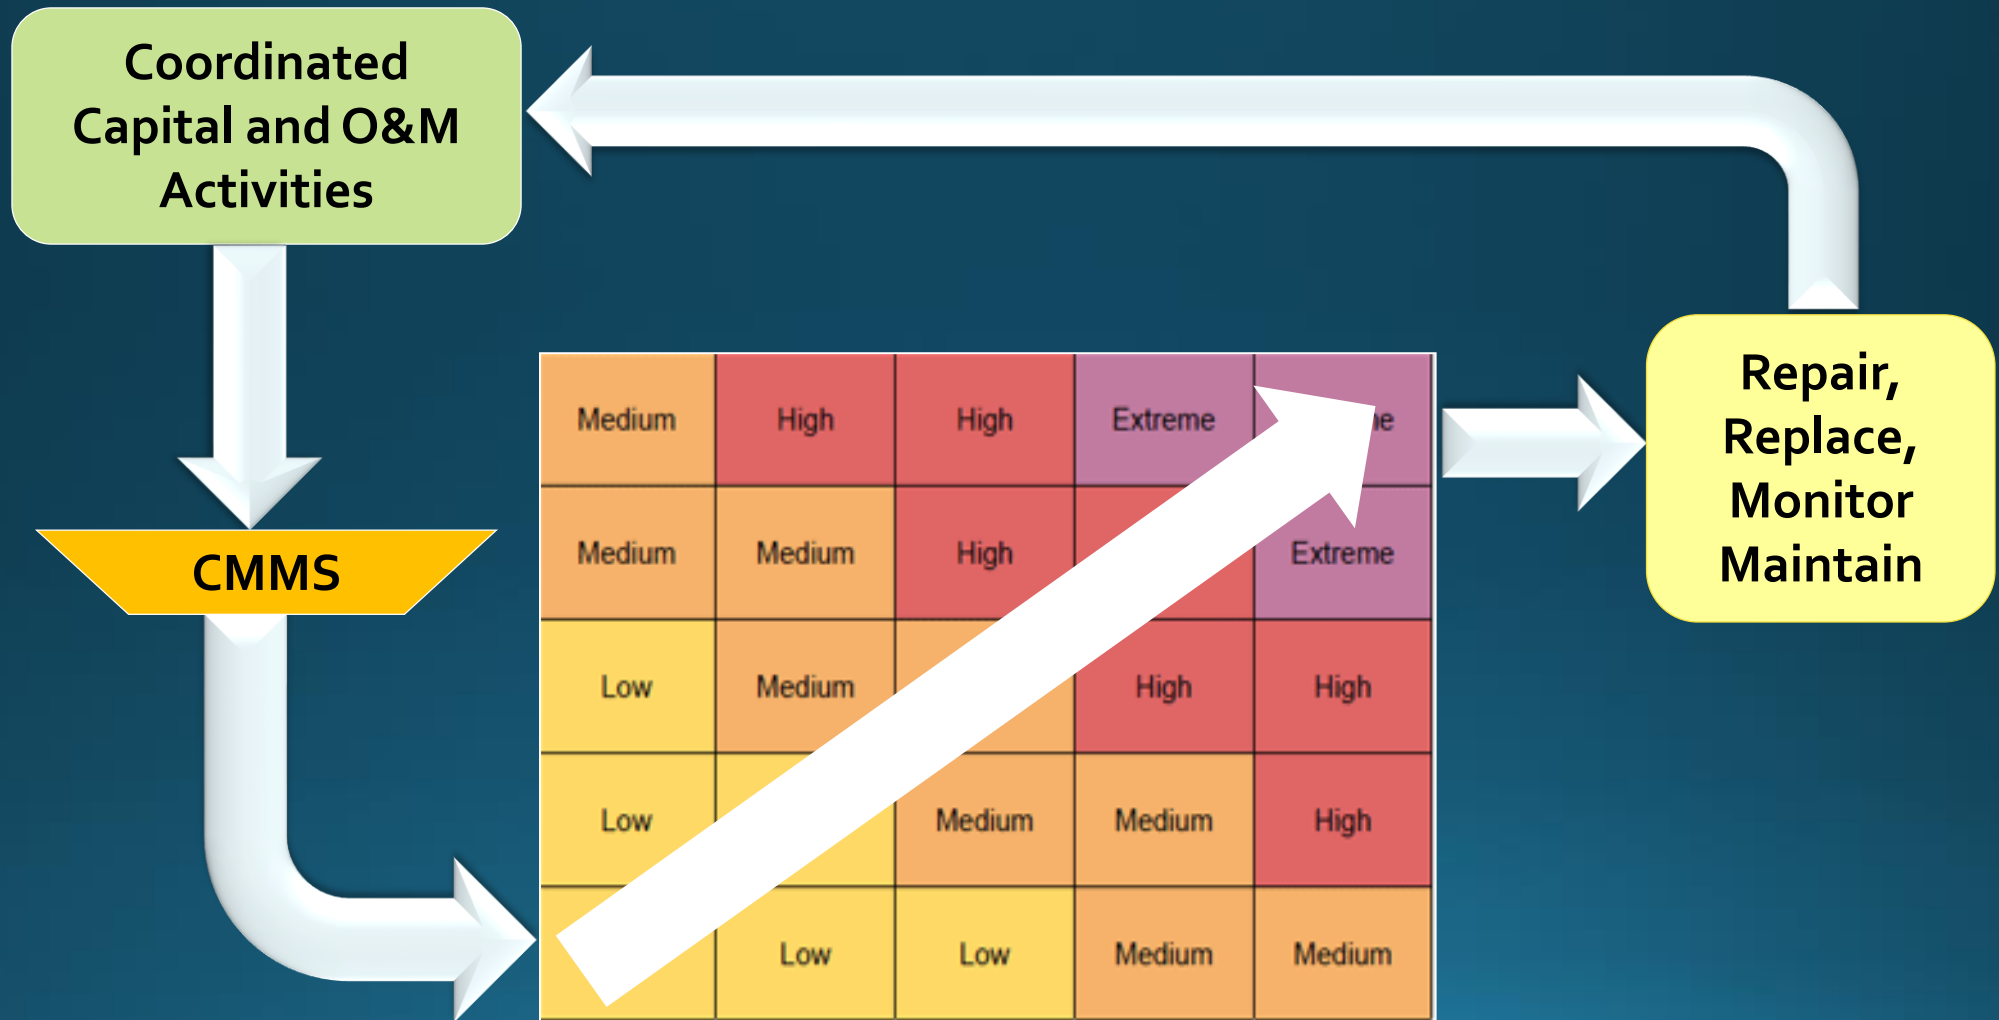 Coordinated
Capital and O&M
Activities
CMMS
Medium High High Extreme
Medium Medium High Extreme
Low Medium High High
Low Medium Medium High
Low Low Medium Medium
Repair,
Replace,
Monitor
Maintain